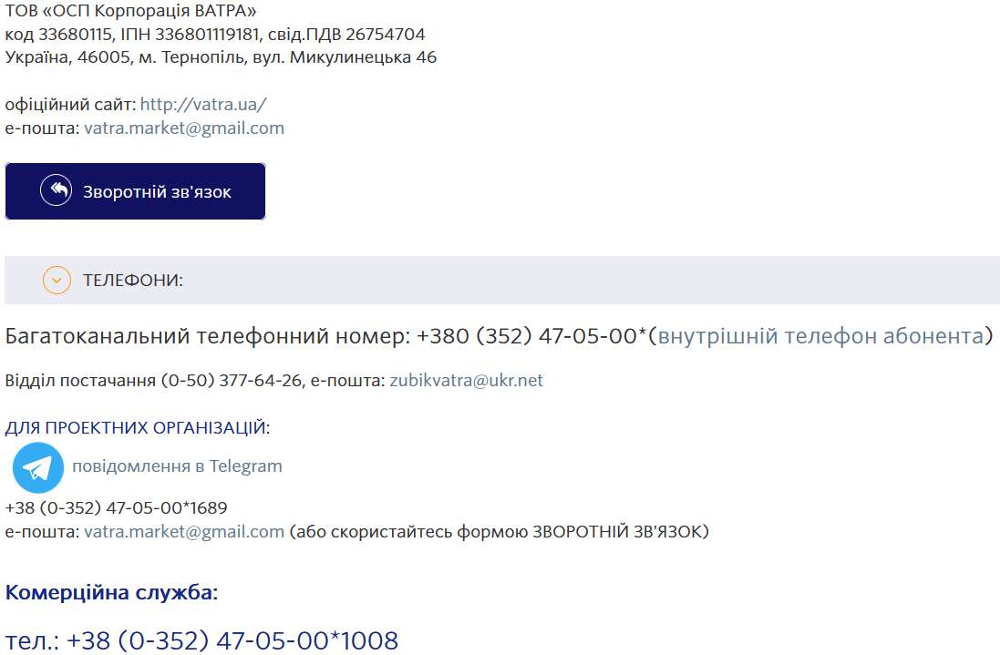 ТОВ «ОСП Корпорація ВАТРА»
код 33680115, ІПН 336801119181, свід.ПДВ 26754704
Україна, 46005, м. Тернопіль, вул. Микулинецька 46
офіційний сайт: http://vatra.ua/
е-пошта: vatra.market@gmail.com
Зворотній зв'язок
ТЕЛЕФОНИ:
Багатоканальний телефонний номер: +380 (352) 47-05-00*(внутрішній телефон абонента)
Відділ постачання (0-50) 377-64-26, е-пошта: zubikvatra@ukr.net
ДЛЯ ПРОЕКТНИХ ОРГАНІЗАЦІЙ:
повідомлення в Telegram
+38 (0-352) 47-05-00*1689
е-пошта: vatra.market@gmail.com (або скористайтесь формою ЗВОРОТНІЙ ЗВ'ЯЗОК)
Комерційна служба:
тел.: +38 (0-352) 47-05-00*1008